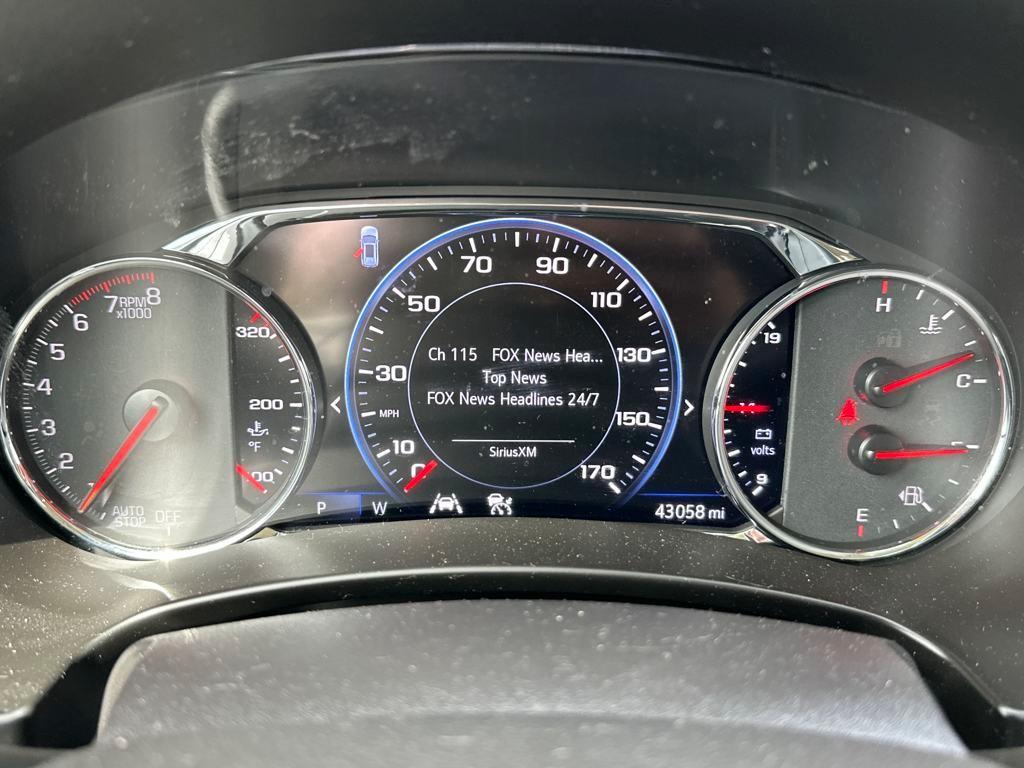 7 RPM 8
x1000
6
5
4
3
2
1
AUTO
STOP OFF
320
200
°F
70 90
50 110
30 130
MPH
10 150
0 170
Ch 115 FOX News Hea...
Top News
FOX News Headlines 24/7
SiriusXM
P W
43058 mi
19
volts
9
H
C
E